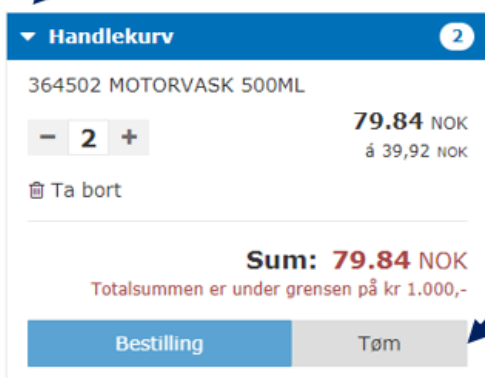 Handlekurv 2
364502 MOTORVASK 500ML
− 2 + 79.84 NOK
á 39,92 NOK
Ta bort
Sum: 79.84 NOK
Totalsummen er under grensen på kr 1.000,-
Bestilling Tøm